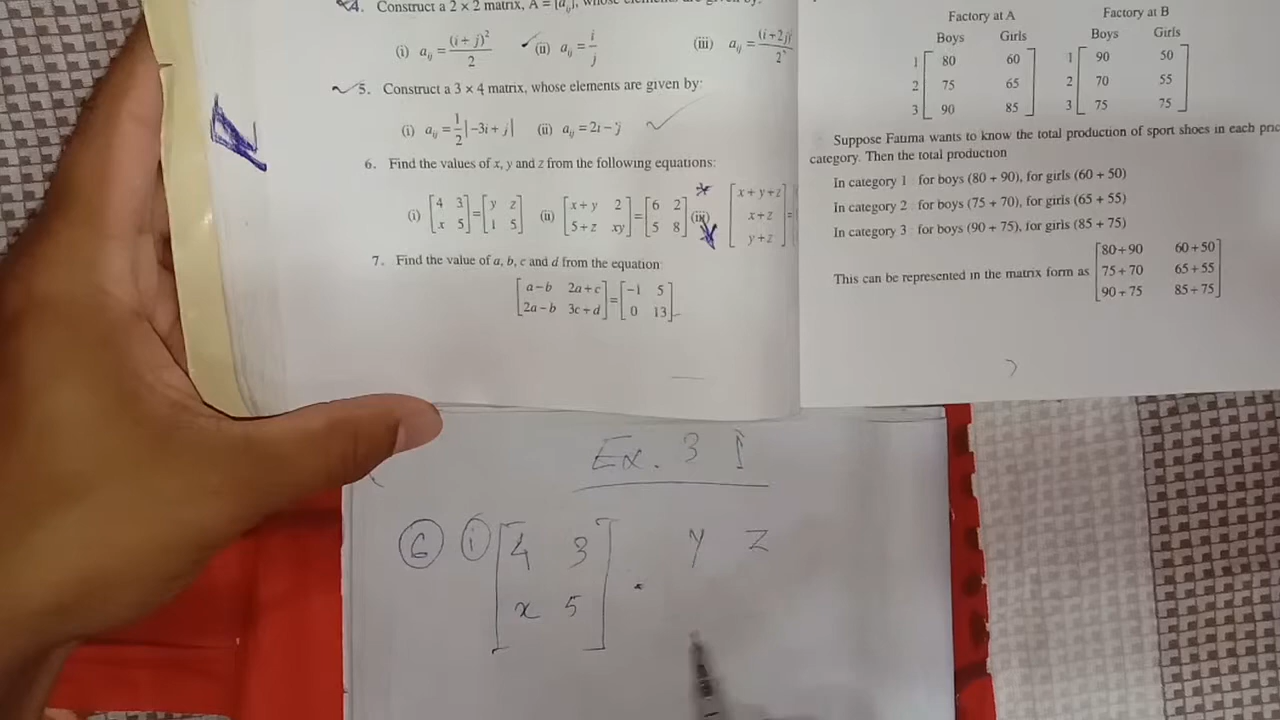 4. Construct a 2 × 2 matrix, A = [aij], whose elements are given by:
(i) aij = (i + j)²/2 (ii) aij = i/j (iii) aij = (i + 2j)²/2
5. Construct a 3 × 4 matrix, whose elements are given by:
(i) aij = 1/2 |-3i + j| (ii) aij = 2i - j
6. Find the values of x, y and z from the following equations:
(i) [4 3; x 5] = [y z; 1 5] (ii) [x + y 2; 5 + z xy] = [6 2; 5 8] (iii) [x + y + z; x + z; y + z] =
7. Find the value of a, b, c and d from the equation
[a - b 2a + c; 2a - b 3c + d] = [-1 5; 0 13]
Factory at A Factory at B
Boys Girls Boys Girls
1 80 60 1 90 50
2 75 65 2 70 55
3 90 85 3 75 75
Suppose Fatima wants to know the total production of sport shoes in each
category. Then the total production
In category 1 for boys (80 + 90), for girls (60 + 50)
In category 2 for boys (75 + 70), for girls (65 + 55)
In category 3 for boys (90 + 75), for girls (85 + 75)
This can be represented in the matrix form as [80 + 90 60 + 50; 75 + 70 65 + 55; 90 + 75 85 + 75]
Ex. 3 1
6 i [4 3 y z
x 5]